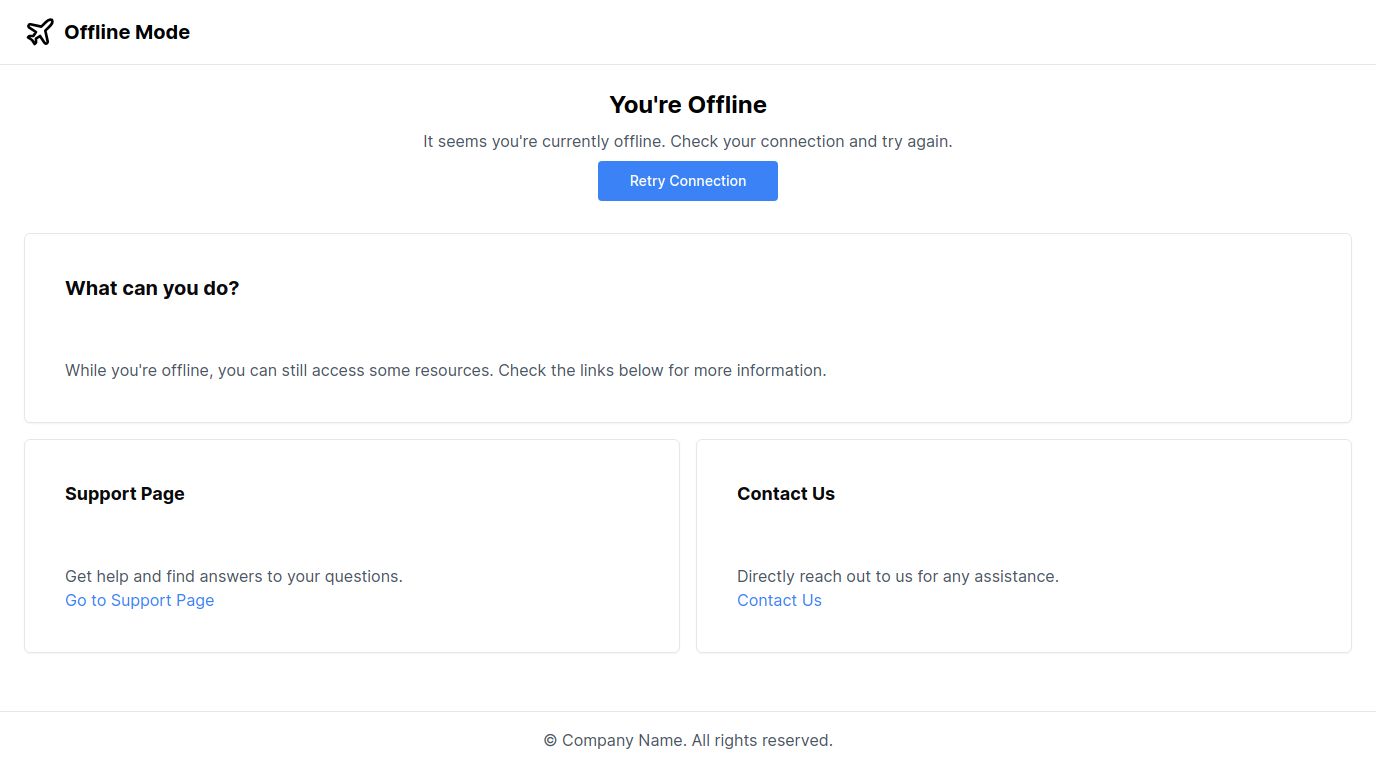 Offline Mode
You're Offline
It seems you're currently offline. Check your connection and try again.
Retry Connection
What can you do?
While you're offline, you can still access some resources. Check the links below for more information.
Support Page
Get help and find answers to your questions.
Go to Support Page
Contact Us
Directly reach out to us for any assistance.
Contact Us
© Company Name. All rights reserved.